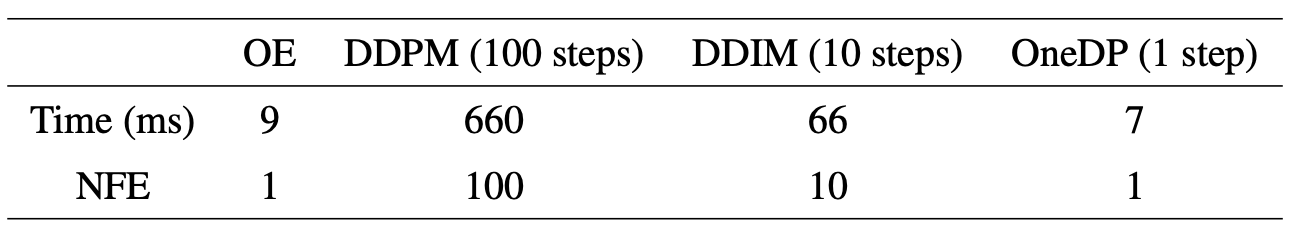 OE DDPM (100 steps) DDIM (10 steps) OneDP (1 step)
Time (ms) 9 660 66 7
NFE 1 100 10 1